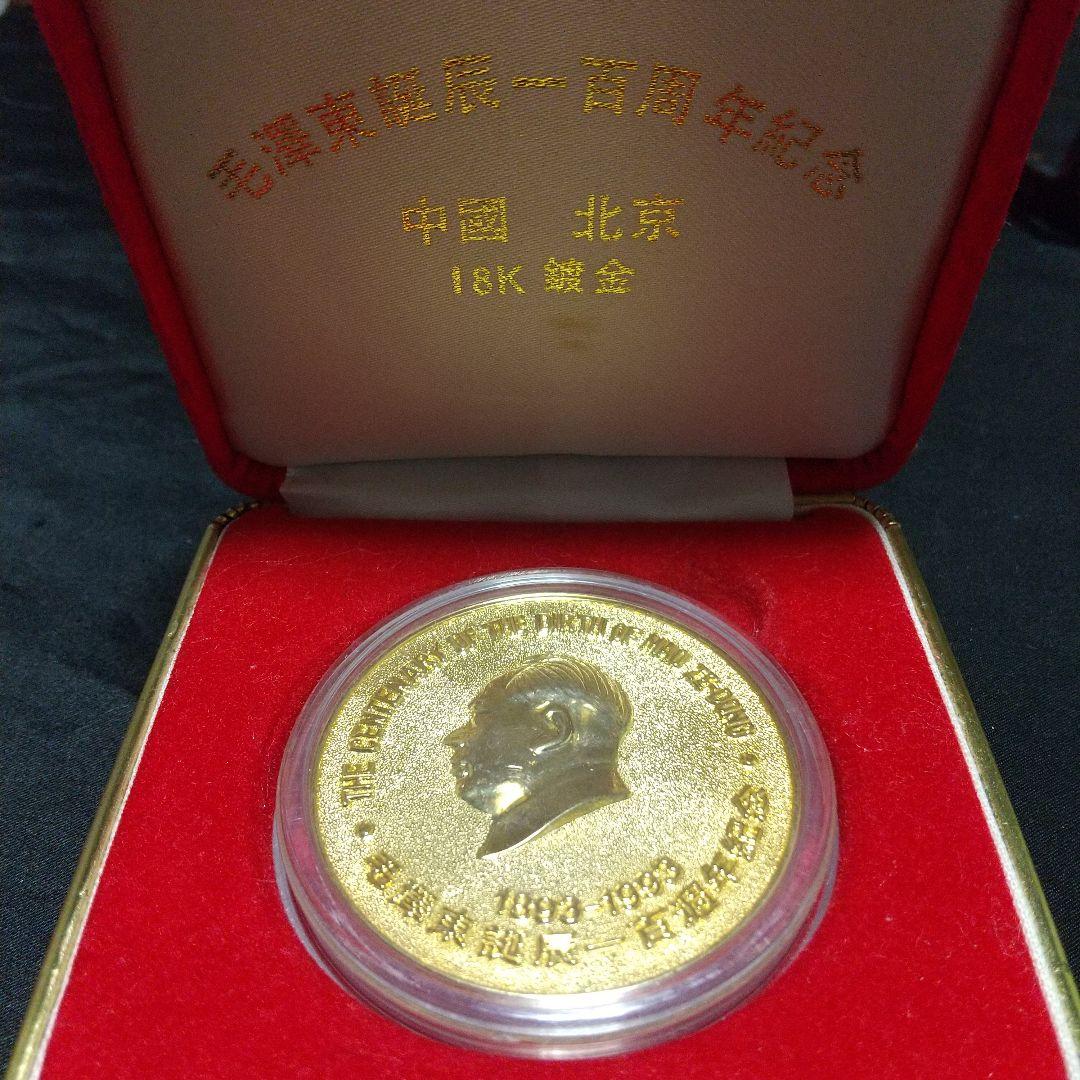 毛澤東誕辰一百周年紀念
中國 北京
18K 鍍金
THE CENTENARY OF THE BIRTH OF MAO ZE-DONG
1893-1993
毛澤東誕辰一百週年紀念